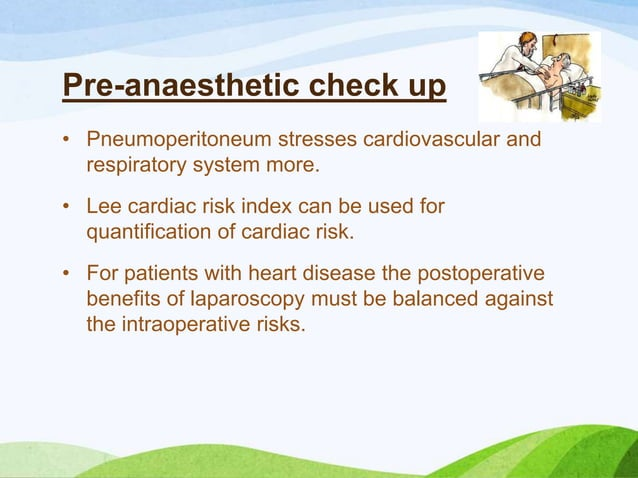 Pre-anaesthetic check up
• Pneumoperitoneum stresses cardiovascular and
respiratory system more.
• Lee cardiac risk index can be used for
quantification of cardiac risk.
• For patients with heart disease the postoperative
benefits of laparoscopy must be balanced against
the intraoperative risks.